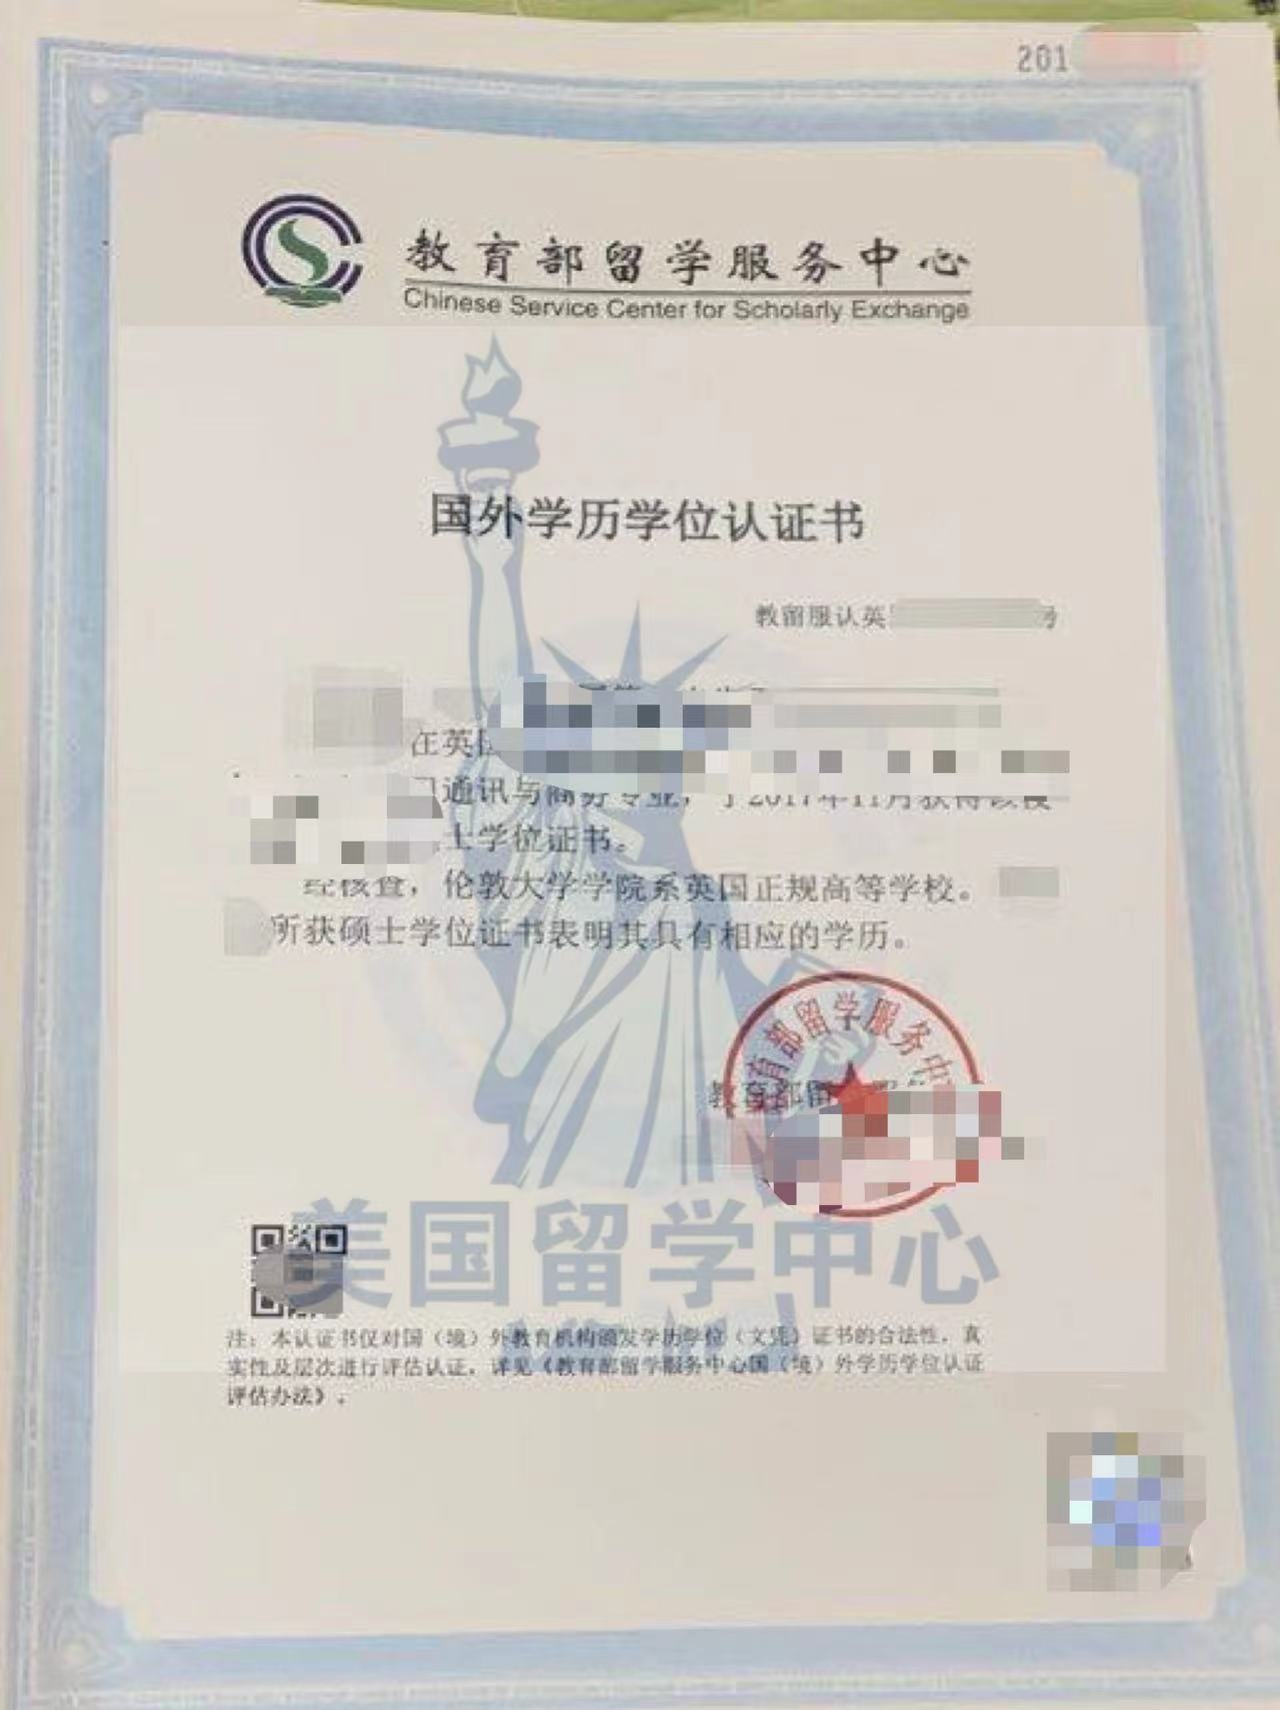 201
教育部留学服务中心
Chinese Service Center for Scholarly Exchange
国外学历学位认证书
教留服认英 号
在英国
通讯与商务专业，于2017年11月获得该校
士学位证书。
经核查，伦敦大学学院系英国正规高等学校。
所获硕士学位证书表明其具有相应的学历。
教育部留学服务中
教育部留
美国留学中心
注：本认证书仅对国（境）外教育机构颁发学历学位（文凭）证书的合法性、真
实性及层次进行评估认证，详见《教育部留学服务中心国（境）外学历学位认证
评估办法》。